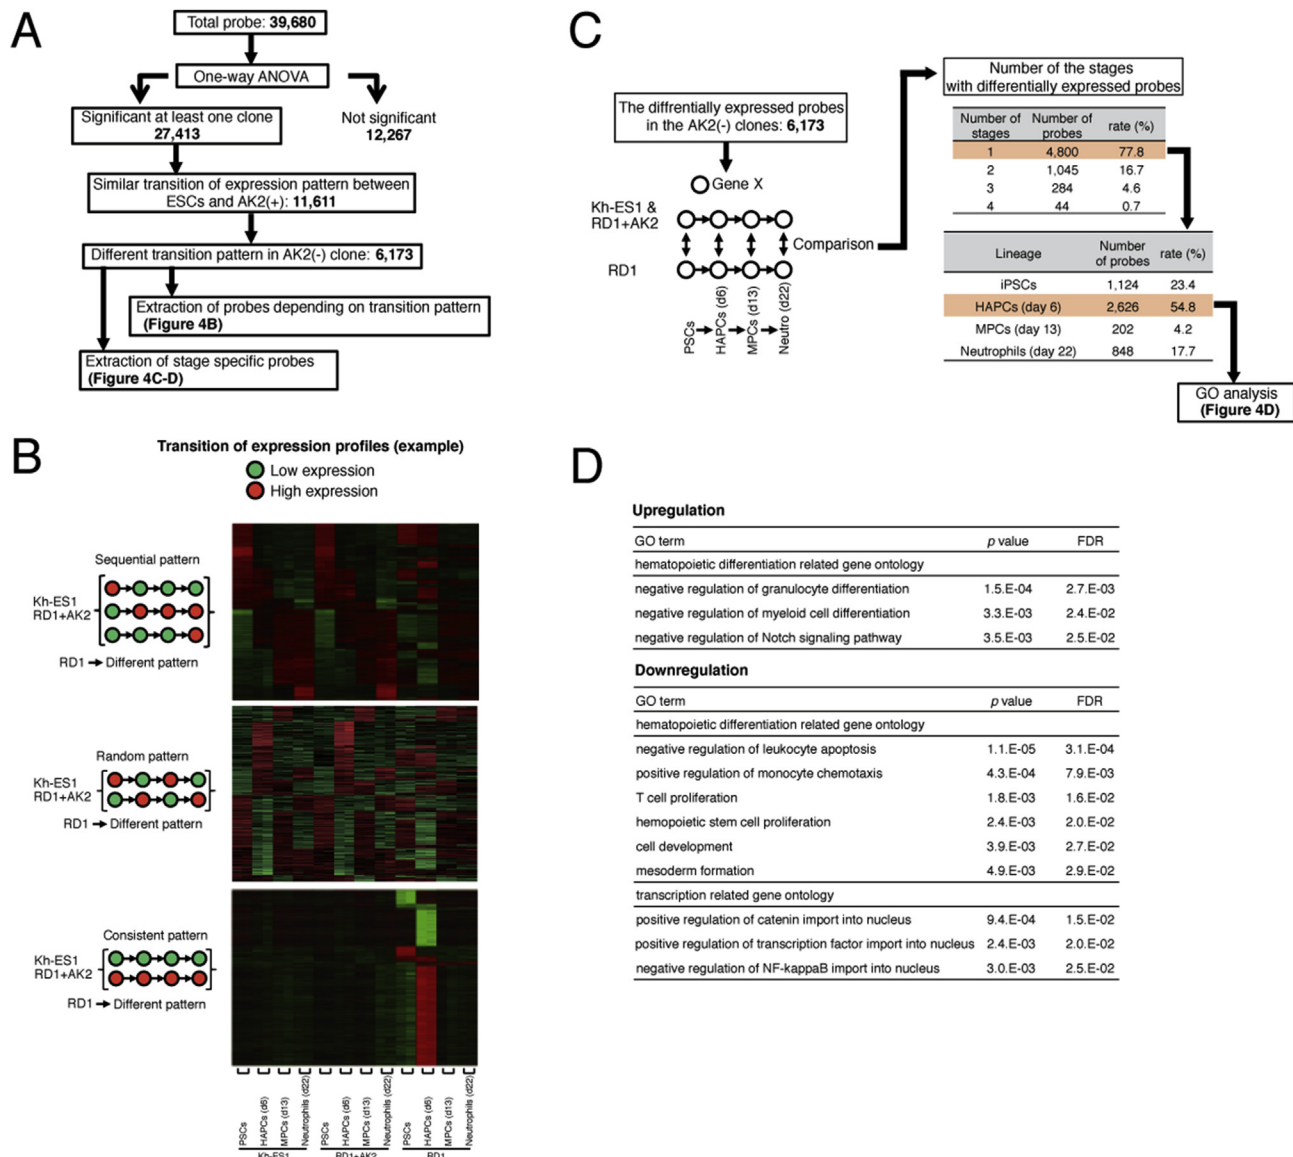 A
Total probe: 39,680
One-way ANOVA
Significant at least one clone
27,413
Not significant
12,267
Similar transition of expression pattern between
ESCs and AK2(+): 11,611
Different transition pattern in AK2(-) clone: 6,173
Extraction of probes depending on transition pattern
(Figure 4B)
Extraction of stage specific probes
(Figure 4C-D)
B
Transition of expression profiles (example)
Low expression
High expression
Sequential pattern
Kh-ES1
RD1+AK2
RD1 → Different pattern
Random pattern
Kh-ES1
RD1+AK2
RD1 → Different pattern
Consistent pattern
Kh-ES1
RD1+AK2
RD1 → Different pattern
PSCs
HAPCs (d6)
MPCs (d13)
Neutrophils (d22)
PSCs
HAPCs (d6)
MPCs (d13)
Neutrophils (d22)
PSCs
HAPCs (d6)
MPCs (d13)
Neutrophils (d22)
Kh-ES1 RD1+AK2 RD1
C
The diffrentially expressed probes
in the AK2(-) clones: 6,173
Gene X
Kh-ES1 &
RD1+AK2
RD1
Comparison
PSCs
HAPCs (d6)
MPCs (d13)
Neutro (d22)
Number of the stages
with differentially expressed probes
Number of stages Number of probes rate (%)
1 4,800 77.8
2 1,045 16.7
3 284 4.6
4 44 0.7
Lineage Number of probes rate (%)
iPSCs 1,124 23.4
HAPCs (day 6) 2,626 54.8
MPCs (day 13) 202 4.2
Neutrophils (day 22) 848 17.7
GO analysis
(Figure 4D)
D
Upregulation
GO term p value FDR
hematopoietic differentiation related gene ontology
negative regulation of granulocyte differentiation 1.5.E-04 2.7.E-03
negative regulation of myeloid cell differentiation 3.3.E-03 2.4.E-02
negative regulation of Notch signaling pathway 3.5.E-03 2.5.E-02
Downregulation
GO term p value FDR
hematopoietic differentiation related gene ontology
negative regulation of leukocyte apoptosis 1.1.E-05 3.1.E-04
positive regulation of monocyte chemotaxis 4.3.E-04 7.9.E-03
T cell proliferation 1.8.E-03 1.6.E-02
hemopoietic stem cell proliferation 2.4.E-03 2.0.E-02
cell development 3.9.E-03 2.7.E-02
mesoderm formation 4.9.E-03 2.9.E-02
transcription related gene ontology
positive regulation of catenin import into nucleus 9.4.E-04 1.5.E-02
positive regulation of transcription factor import into nucleus 2.4.E-03 2.0.E-02
negative regulation of NF-kappaB import into nucleus 3.0.E-03 2.5.E-02